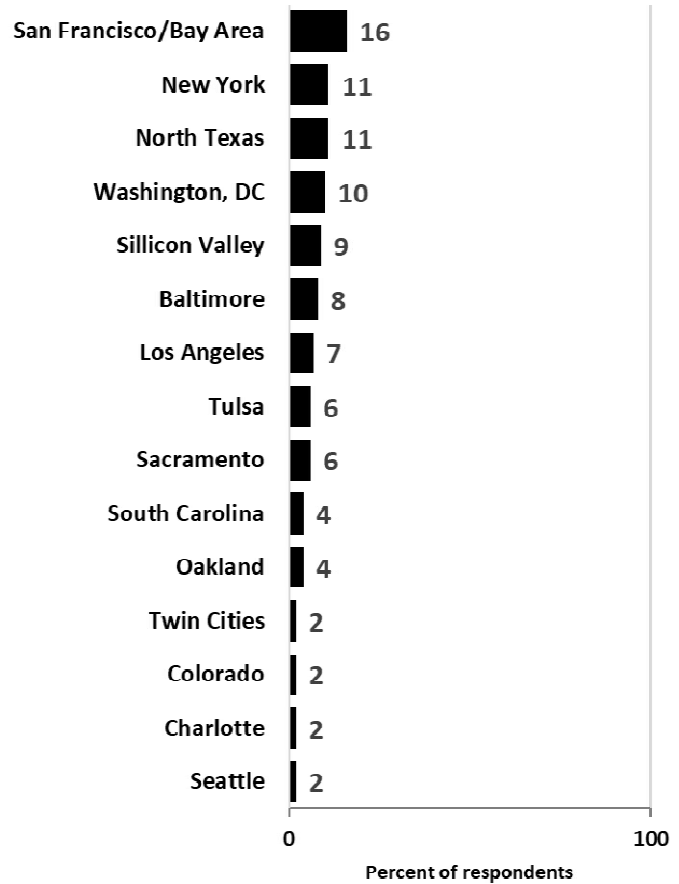 San Francisco/Bay Area 16
New York 11
North Texas 11
Washington, DC 10
Sillicon Valley 9
Baltimore 8
Los Angeles 7
Tulsa 6
Sacramento 6
South Carolina 4
Oakland 4
Twin Cities 2
Colorado 2
Charlotte 2
Seattle 2
0 100
Percent of respondents